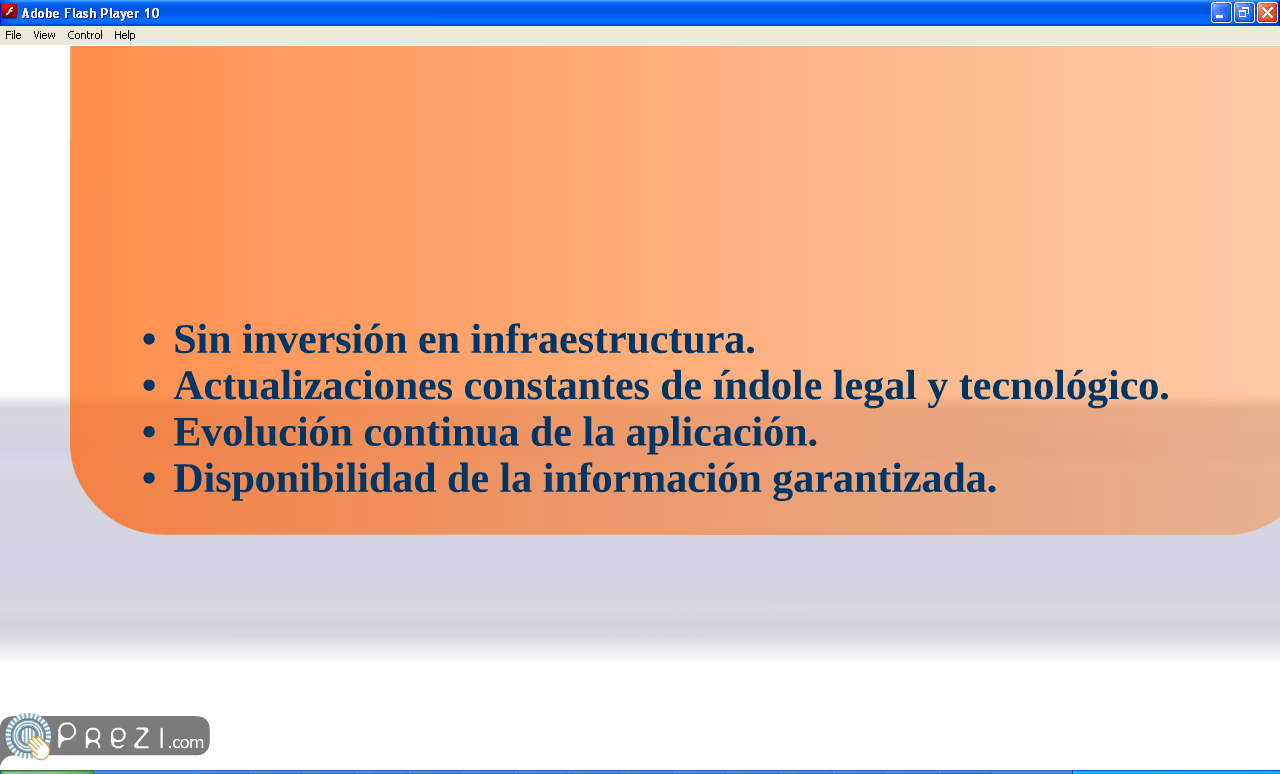 Adobe Flash Player 10
File View Control Help
• Sin inversión en infraestructura.
• Actualizaciones constantes de índole legal y tecnológico.
• Evolución continua de la aplicación.
• Disponibilidad de la información garantizada.
Prezi.com